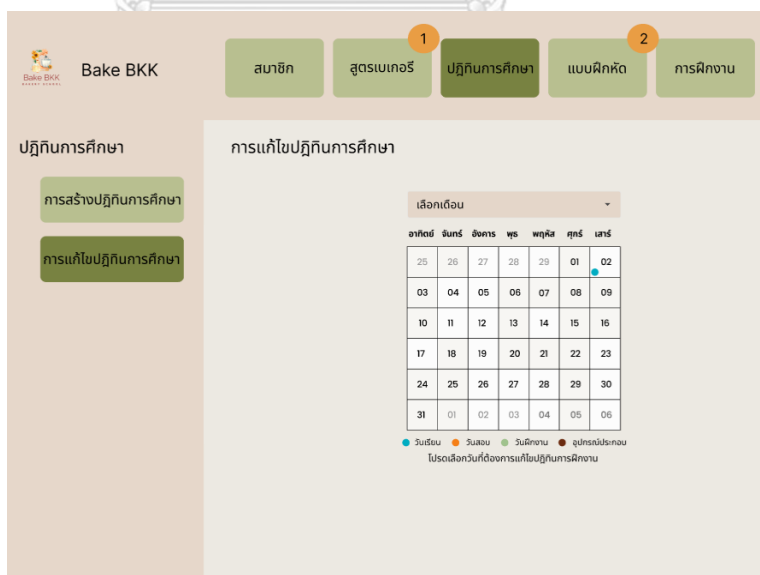 1
2
Bake BKK
Bake BKK
สมาชิก
สูตรเบเกอรี
ปฏิทินการศึกษา
แบบฝึกหัด
การฝึกงาน
ปฏิทินการศึกษา
การสร้างปฏิทินการศึกษา
การแก้ไขปฏิทินการศึกษา
การแก้ไขปฏิทินการศึกษา
เลือกเดือน
อาทิตย์ จันทร์ อังคาร พุธ พฤหัส ศุกร์ เสาร์
25 26 27 28 29 01 02
03 04 05 06 07 08 09
10 11 12 13 14 15 16
17 18 19 20 21 22 23
24 25 26 27 28 29 30
31 01 02 03 04 05 06
วันเรียน วันสอบ วันฝึกงาน อุปกรณ์ประกอบ
โปรดเลือกวันที่ต้องการแก้ไขปฏิทินการฝึกงาน